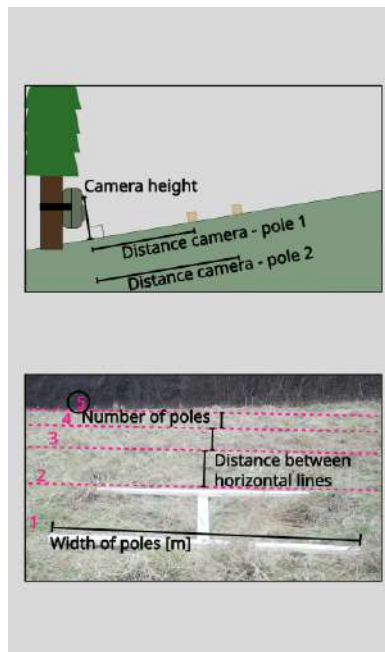 Camera height
Distance camera - pole 1
Distance camera - pole 2
5
4
Number of poles
3
Distance between
horizontal lines
2
1
Width of poles [m]